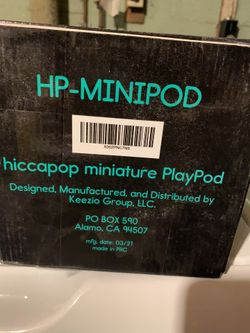 HP-MINIPOD
hiccapop miniature PlayPod
Designed, Manufactured, and Distributed by
Keezio Group, LLC.
PO BOX 590
Alamo, CA 94507
mfg. date: 03/21
made in PRC